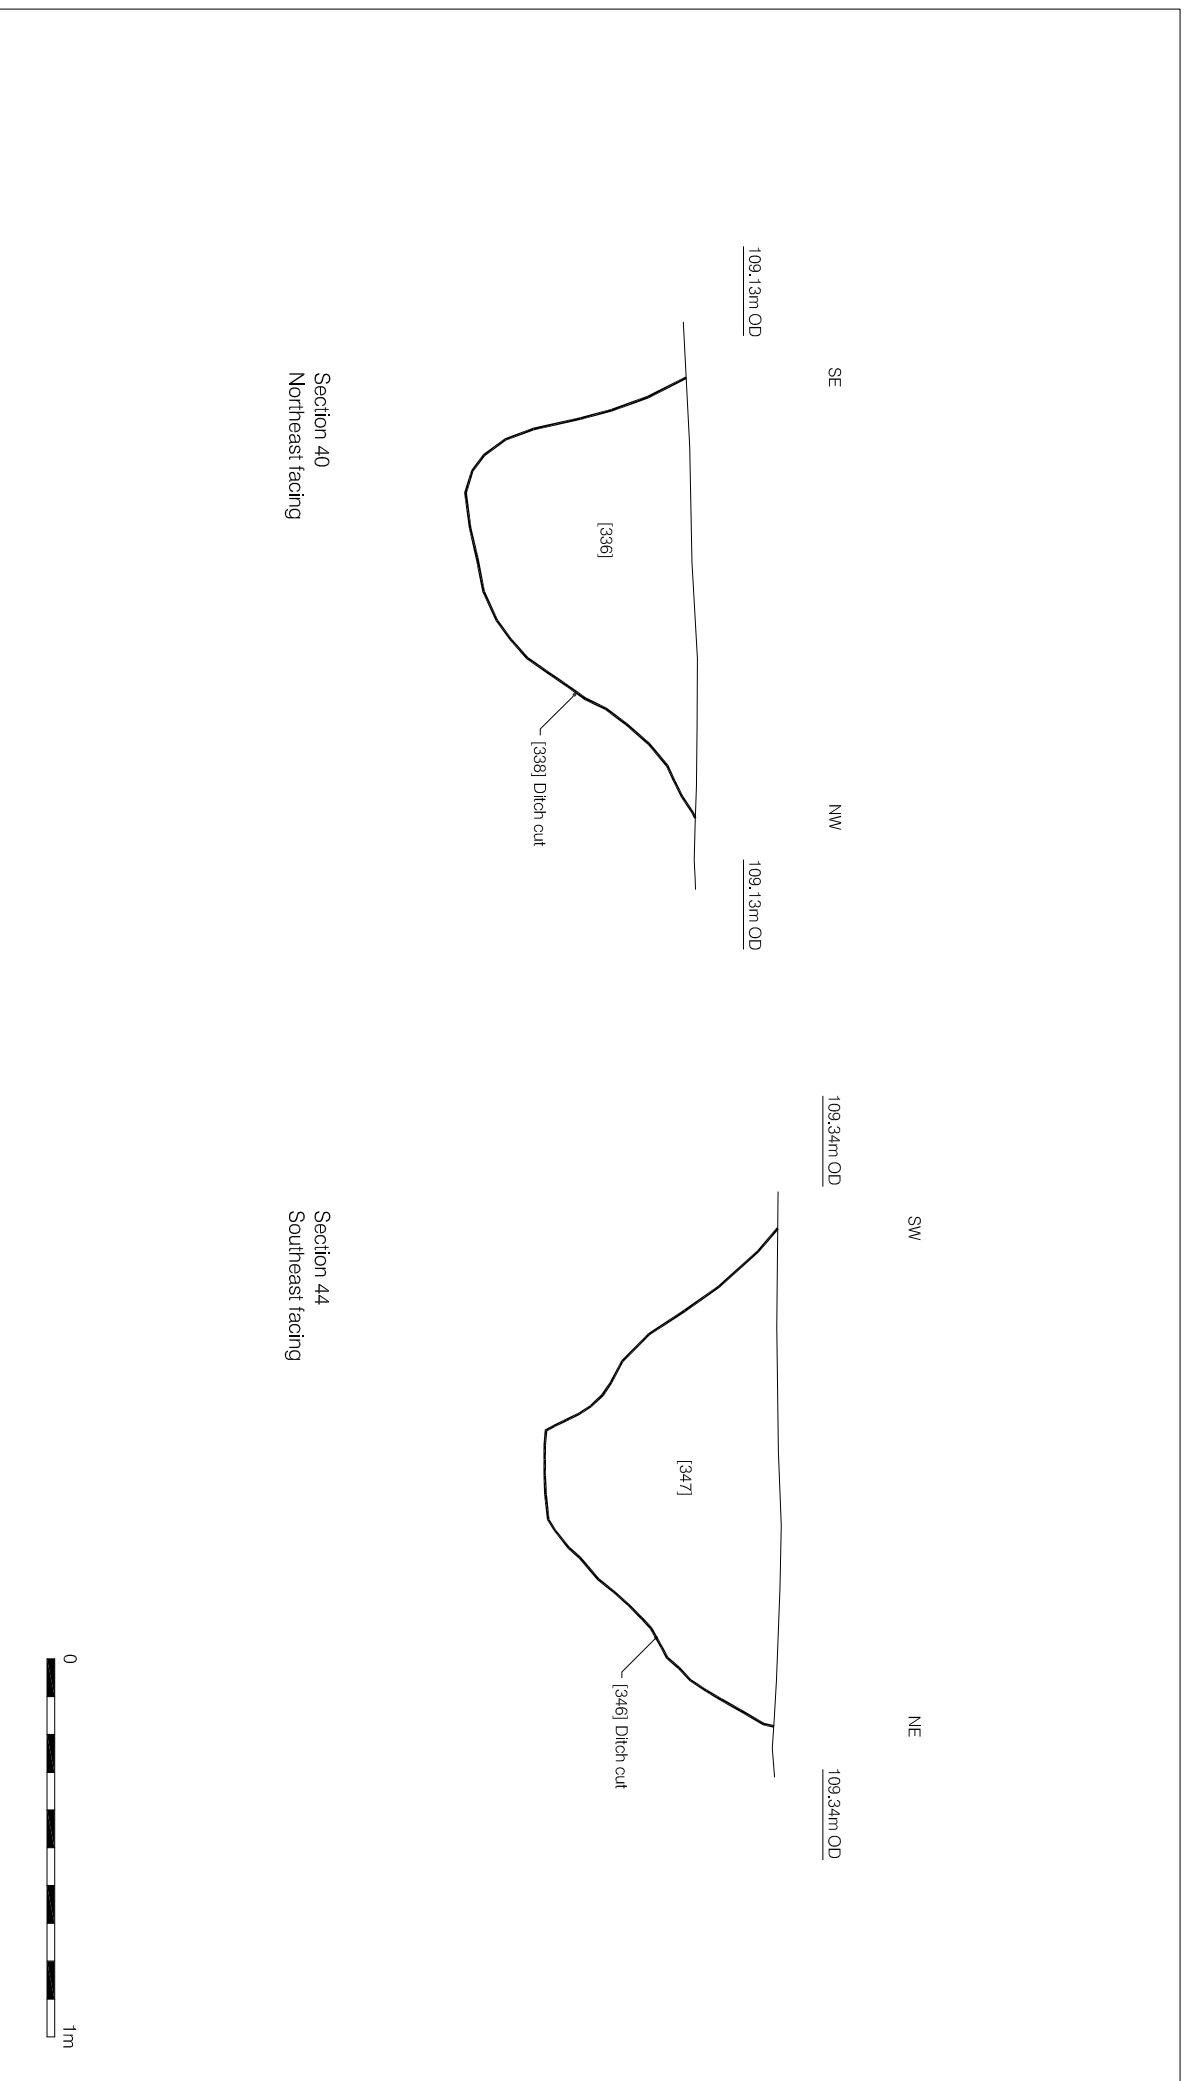 SE
NW
109.13m OD
109.13m OD
[336]
[338] Ditch cut
Section 40
Northeast facing
SW
NE
109.34m OD
109.34m OD
[347]
[346] Ditch cut
Section 44
Southeast facing
0
1m